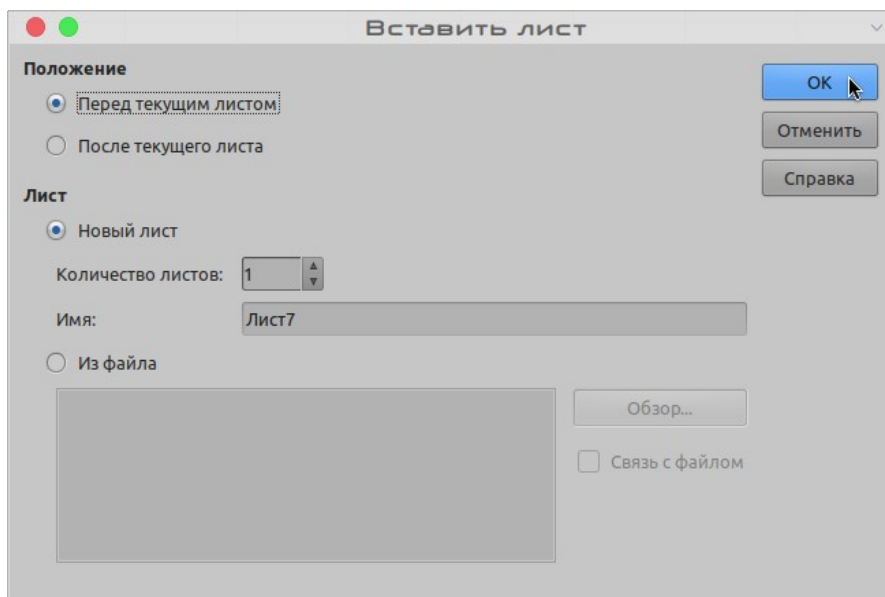 Вставить лист
Положение
Перед текущим листом
После текущего листа
Лист
Новый лист
Количество листов: 1
Имя: Лист7
Из файла
ОК
Отменить
Справка
Обзор...
Связь с файлом